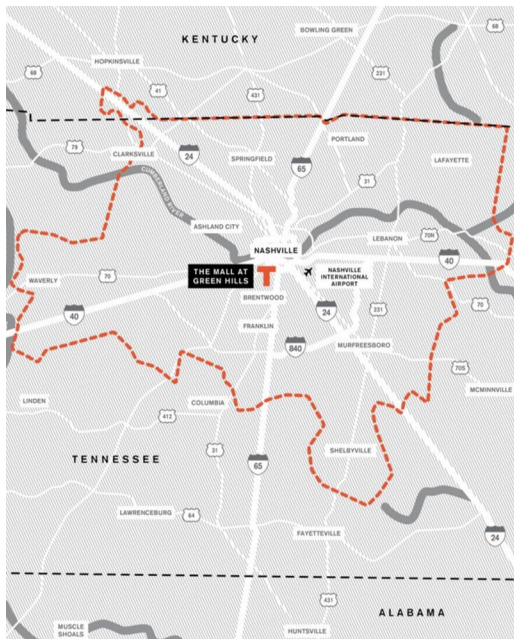 KENTUCKY
BOWLING GREEN
68
HOPKINSVILLE
68
41
231
431
PORTLAND
79
CLARKSVILLE
24
SPRINGFIELD
65
LAFAYETTE
CUMBERLAND RIVER
31
ASHLAND CITY
NASHVILLE
LEBANON
70N
THE MALL AT
GREEN HILLS
NASHVILLE
INTERNATIONAL
AIRPORT
40
WAVERLY
70
BRENTWOOD
70
40
24
231
FRANKLIN
840
MURFREESBORO
70S
MCMINNVILLE
LINDEN
COLUMBIA
412
31
SHELBYVILLE
TENNESSEE
65
LAWRENCEBURG
64
FAYETTEVILLE
24
431
ALABAMA
MUSCLE
SHOALS
HUNTSVILLE